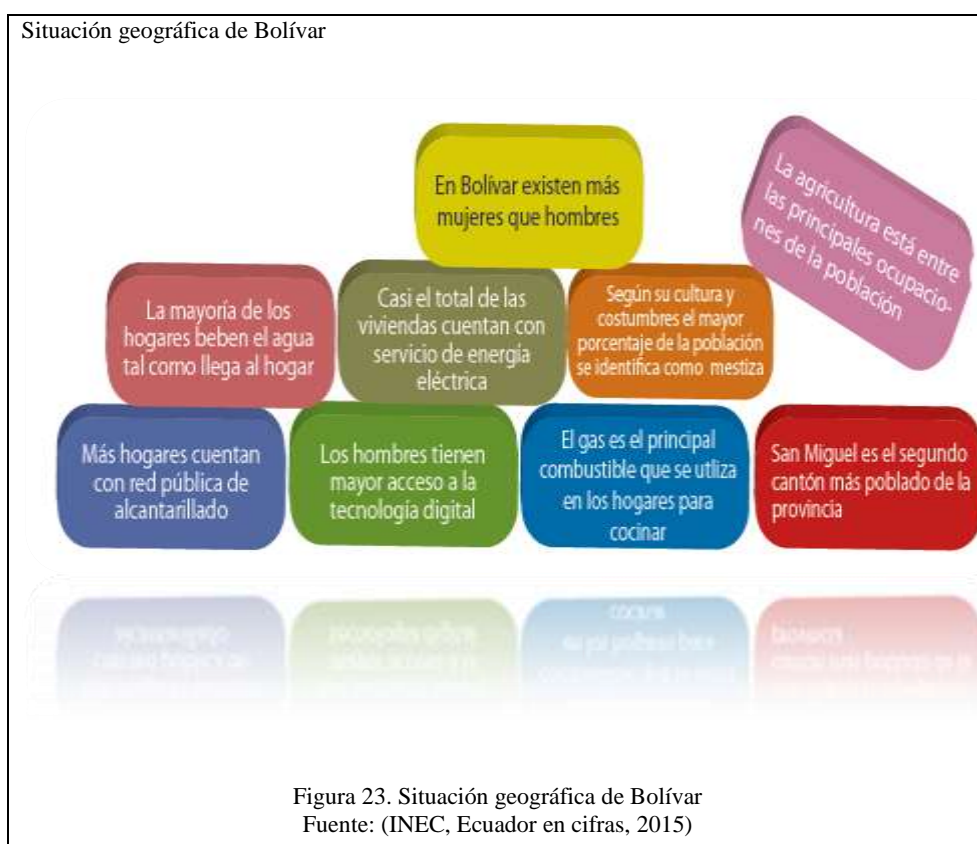 Situación geográfica de Bolívar
En Bolívar existen más
mujeres que hombres
La agricultura está entre
las principales ocupacio-
nes de la población
La mayoría de los
hogares beben el agua
tal como llega al hogar
Casi el total de las
viviendas cuentan con
servicio de energía
eléctrica
Según su cultura y
costumbres el mayor
porcentaje de la población
se identifica como mestiza
Más hogares cuentan
con red pública de
alcantarillado
Los hombres tienen
mayor acceso a la
tecnología digital
El gas es el principal
combustible que se utliza
en los hogares para
cocinar
San Miguel es el segundo
cantón más poblado de la
provincia
Figura 23. Situación geográfica de Bolívar
Fuente: (INEC, Ecuador en cifras, 2015)